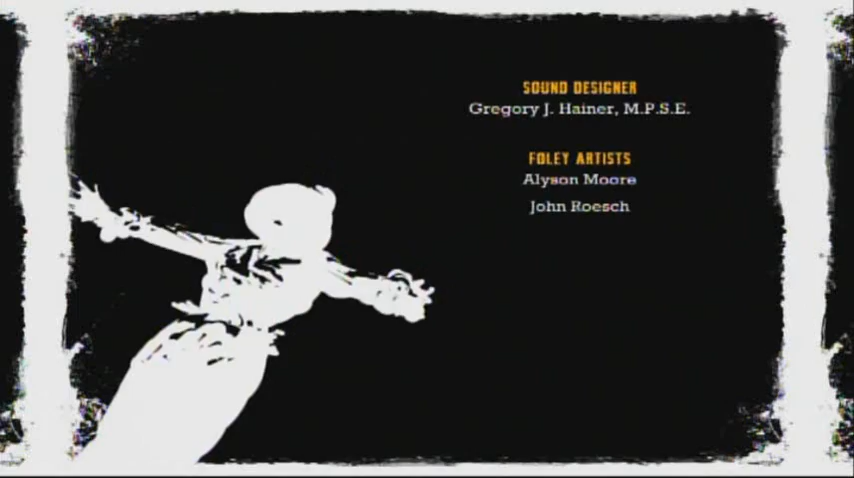 SOUND DESIGNER
Gregory J. Hainer, M.P.S.E.
FOLEY ARTISTS
Alyson Moore
John Roesch